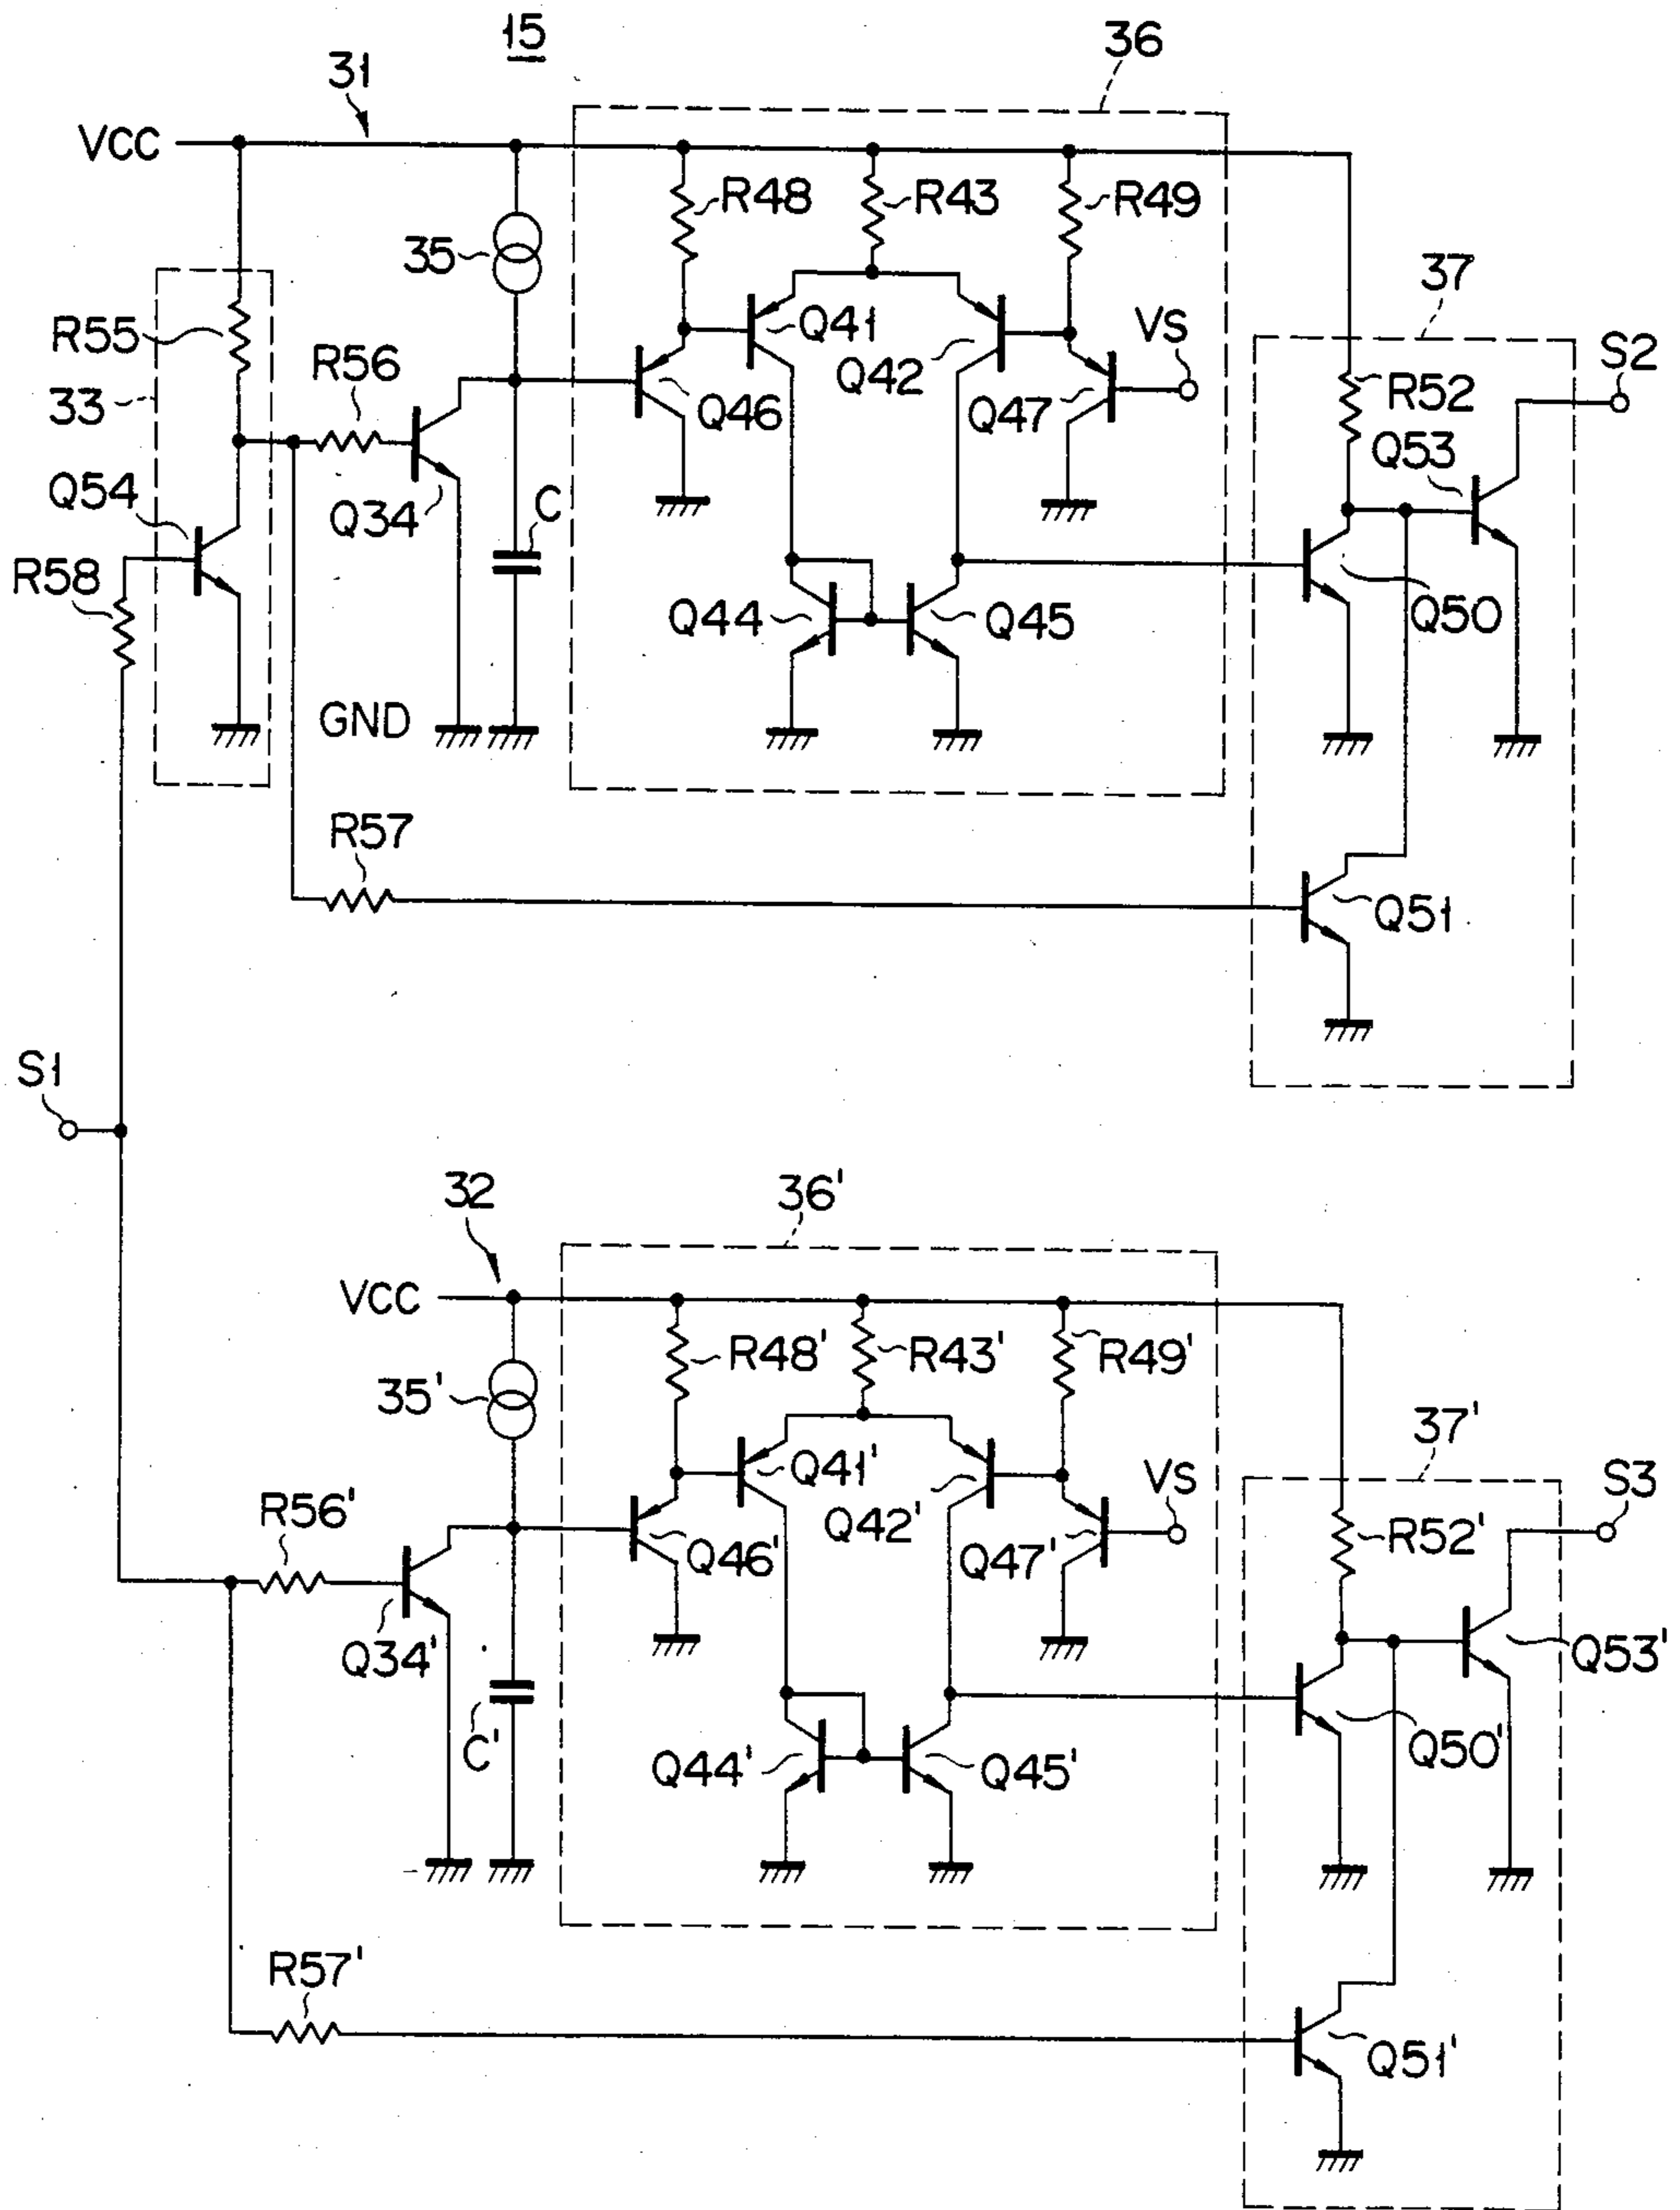 15
36
31
VCC
R48
R43
R49
35
37
R55
Q41
VS
S2
R56
Q42
33
Q46
Q47
R52
Q53
Q54
Q34
C
R58
Q44
Q45
Q50
GND
R57
Q51
S1
32
36'
VCC
R48'
R43'
R49'
35'
37'
Q41'
VS
S3
R56'
Q46'
Q42'
Q47'
R52'
Q34'
Q53'
C'
Q44'
Q45'
Q50'
R57'
Q51'